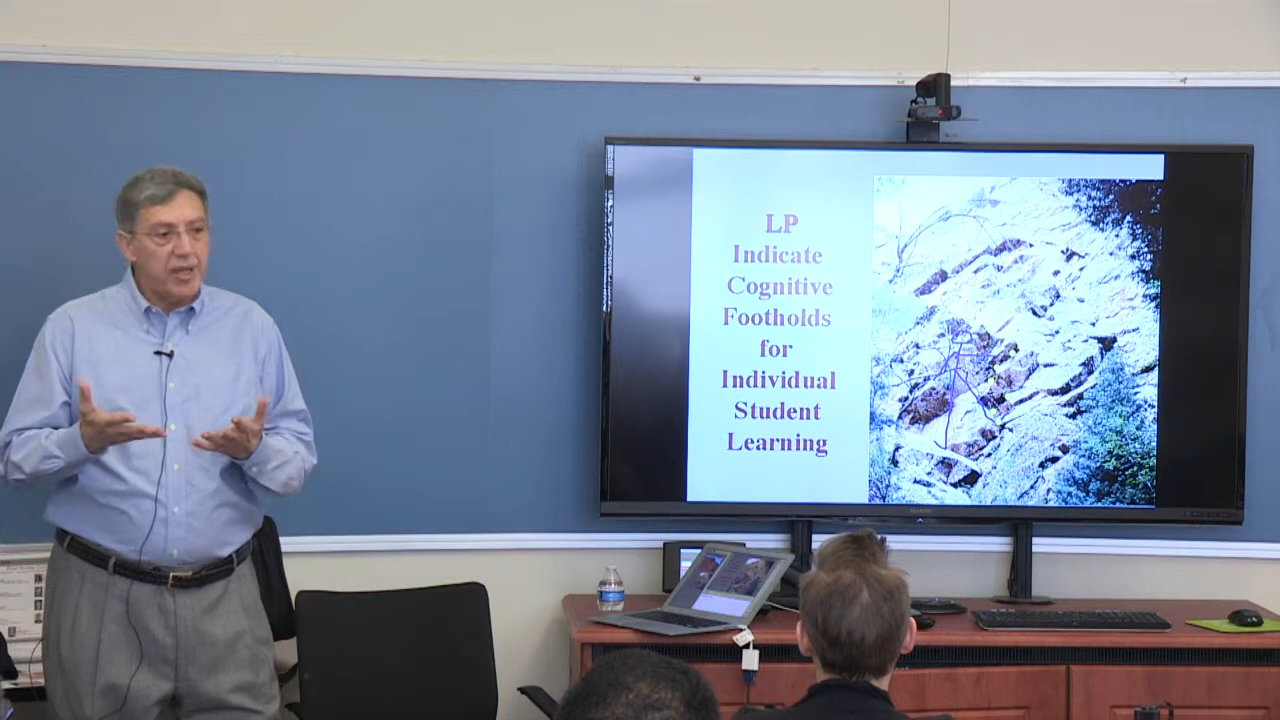 LP
Indicate
Cognitive
Footholds
for
Individual
Student
Learning